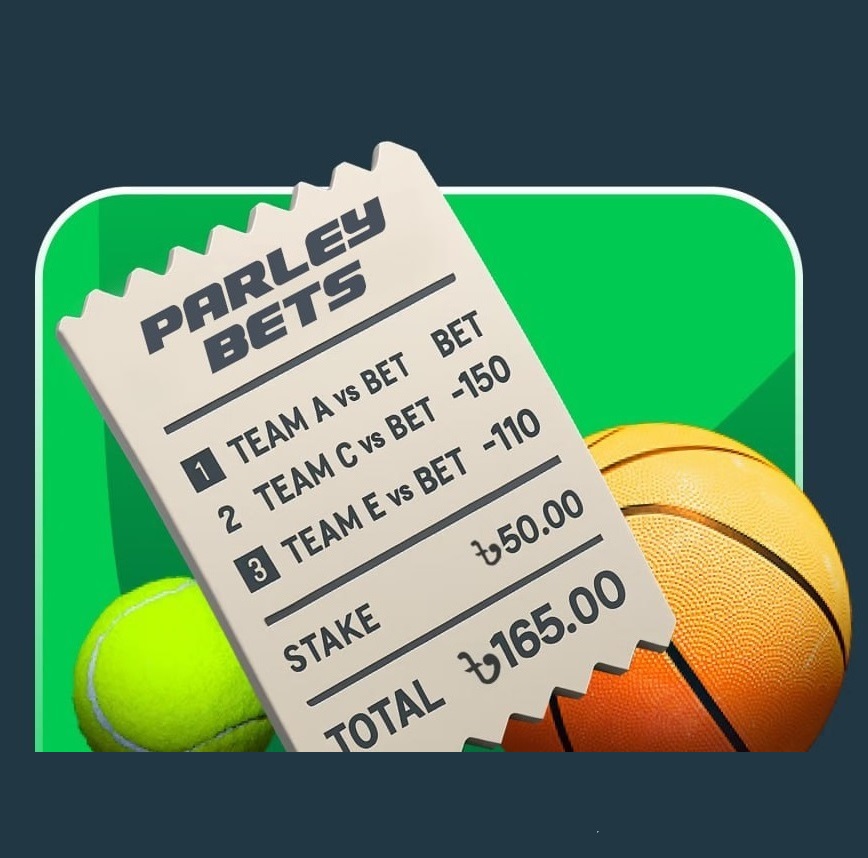 PARLEY
BETS
BET
1 TEAM A vs BET -150
2 TEAM C vs BET -110
3 TEAM E vs BET
STAKE ৳50.00
TOTAL ৳165.00